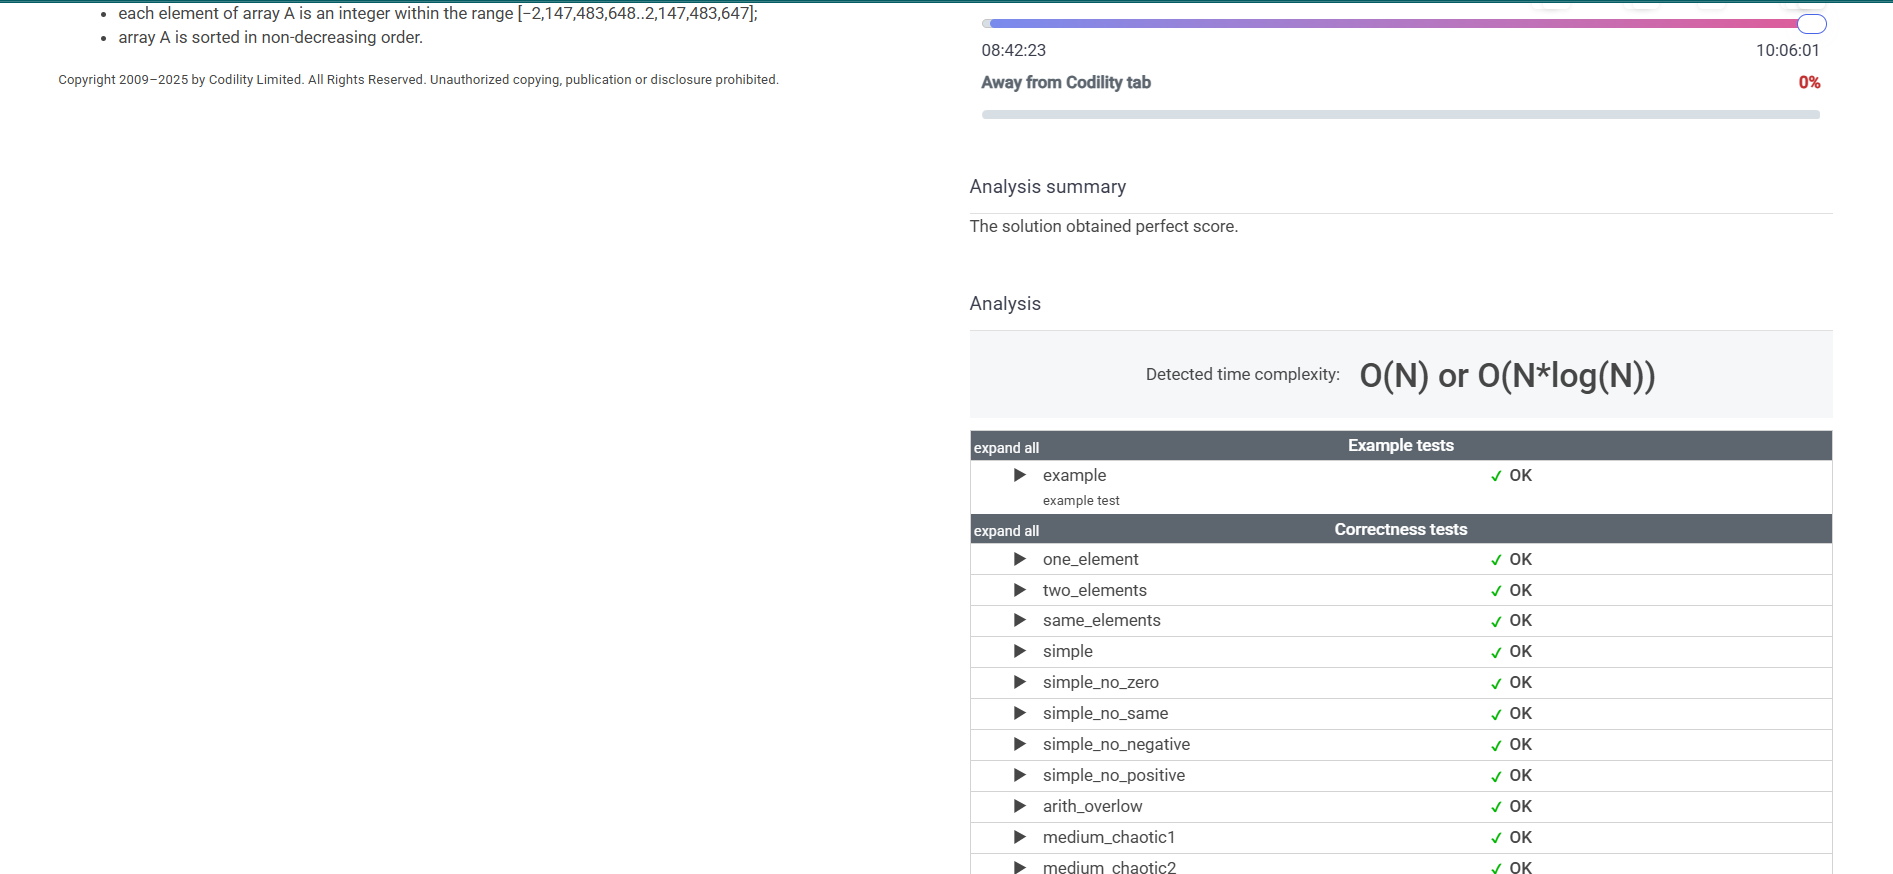 each element of array A is an integer within the range [−2,147,483,648..2,147,483,647];
array A is sorted in non-decreasing order.
Copyright 2009–2025 by Codility Limited. All Rights Reserved. Unauthorized copying, publication or disclosure prohibited.
08:42:23 10:06:01
Away from Codility tab 0%
Analysis summary
The solution obtained perfect score.
Analysis
Detected time complexity: O(N) or O(N*log(N))
expand all Example tests
example ✓ OK
example test
expand all Correctness tests
one_element ✓ OK
two_elements ✓ OK
same_elements ✓ OK
simple ✓ OK
simple_no_zero ✓ OK
simple_no_same ✓ OK
simple_no_negative ✓ OK
simple_no_positive ✓ OK
arith_overlow ✓ OK
medium_chaotic1 ✓ OK
medium_chaotic2 ✓ OK